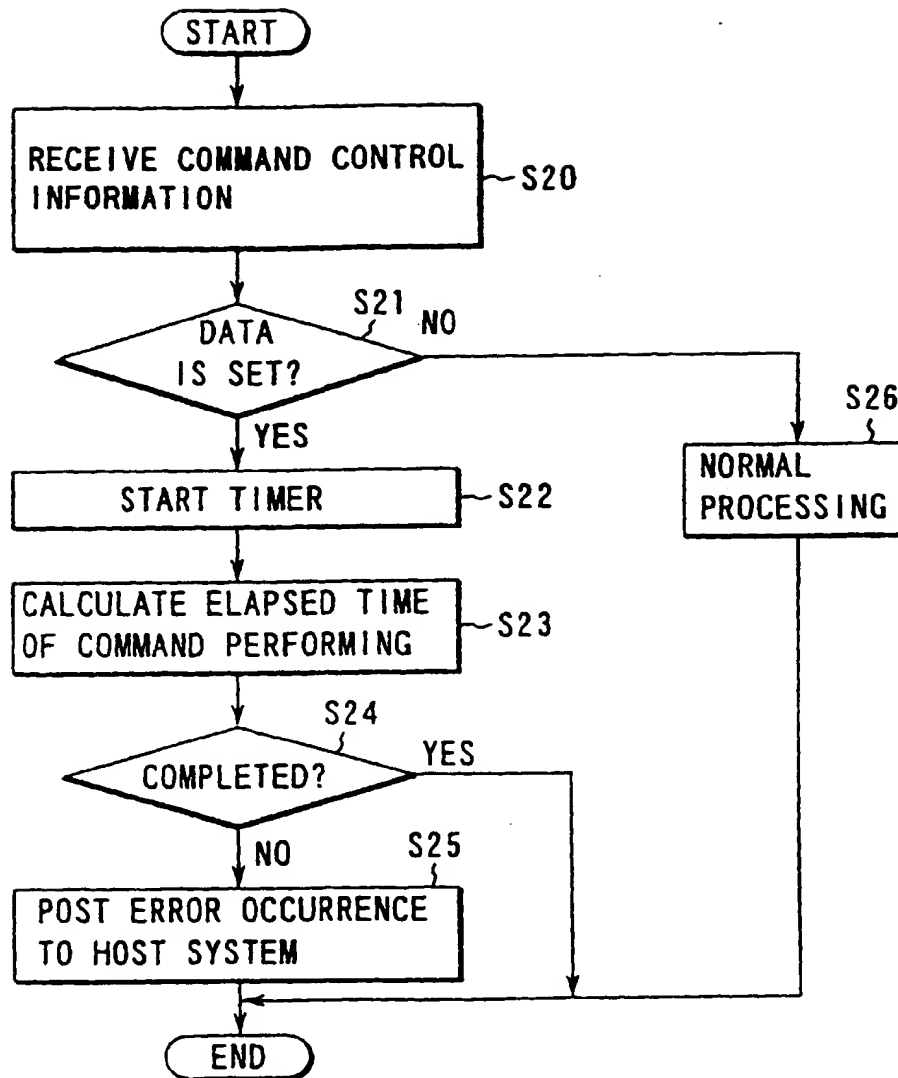 START
RECEIVE COMMAND CONTROL
INFORMATION
S20
S21
DATA
IS SET?
NO
YES
S26
NORMAL
PROCESSING
START TIMER
S22
CALCULATE ELAPSED TIME
OF COMMAND PERFORMING
S23
S24
COMPLETED?
YES
NO
S25
POST ERROR OCCURRENCE
TO HOST SYSTEM
END